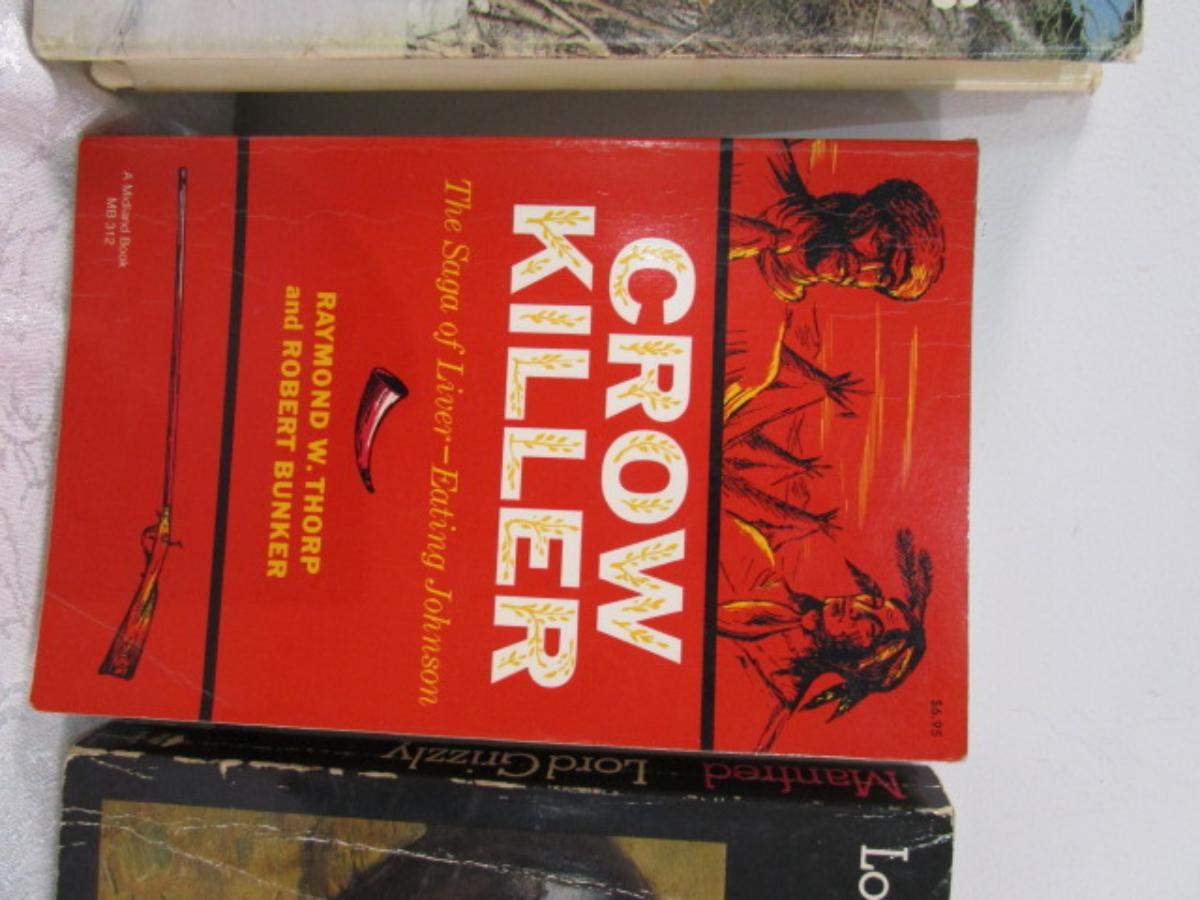 $6.95
CROW
KILLER
The Saga of Liver-Eating Johnson
RAYMOND W. THORP
and ROBERT BUNKER
A Midland Book
MB 312
Manfred
Lord Grizzly
Lo